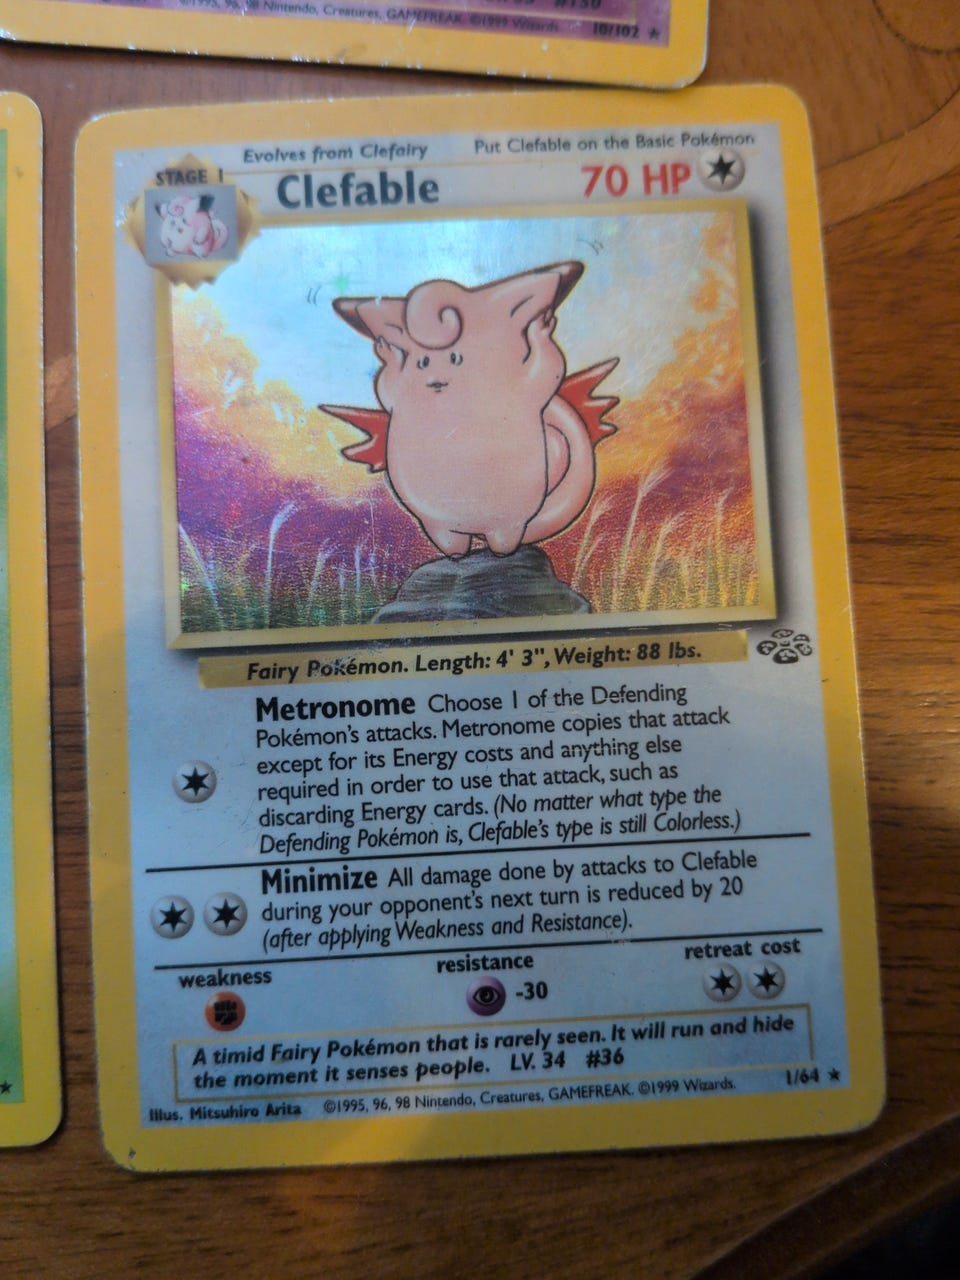 ©1995, 96, 98 Nintendo, Creatures, GAMEFREAK. ©1999 Wizards.
10/102 ★
Evolves from Clefairy
Put Clefable on the Basic Pokémon
STAGE 1
Clefable
70 HP
Fairy Pokémon. Length: 4' 3", Weight: 88 lbs.
Metronome Choose 1 of the Defending
Pokémon's attacks. Metronome copies that attack
except for its Energy costs and anything else
required in order to use that attack, such as
discarding Energy cards. (No matter what type the
Defending Pokémon is, Clefable's type is still Colorless.)
Minimize All damage done by attacks to Clefable
during your opponent's next turn is reduced by 20
(after applying Weakness and Resistance).
weakness
resistance
retreat cost
-30
A timid Fairy Pokémon that is rarely seen. It will run and hide
the moment it senses people. LV. 34 #36
Illus. Mitsuhiro Arita
©1995, 96, 98 Nintendo, Creatures, GAMEFREAK. ©1999 Wizards.
1/64 ★